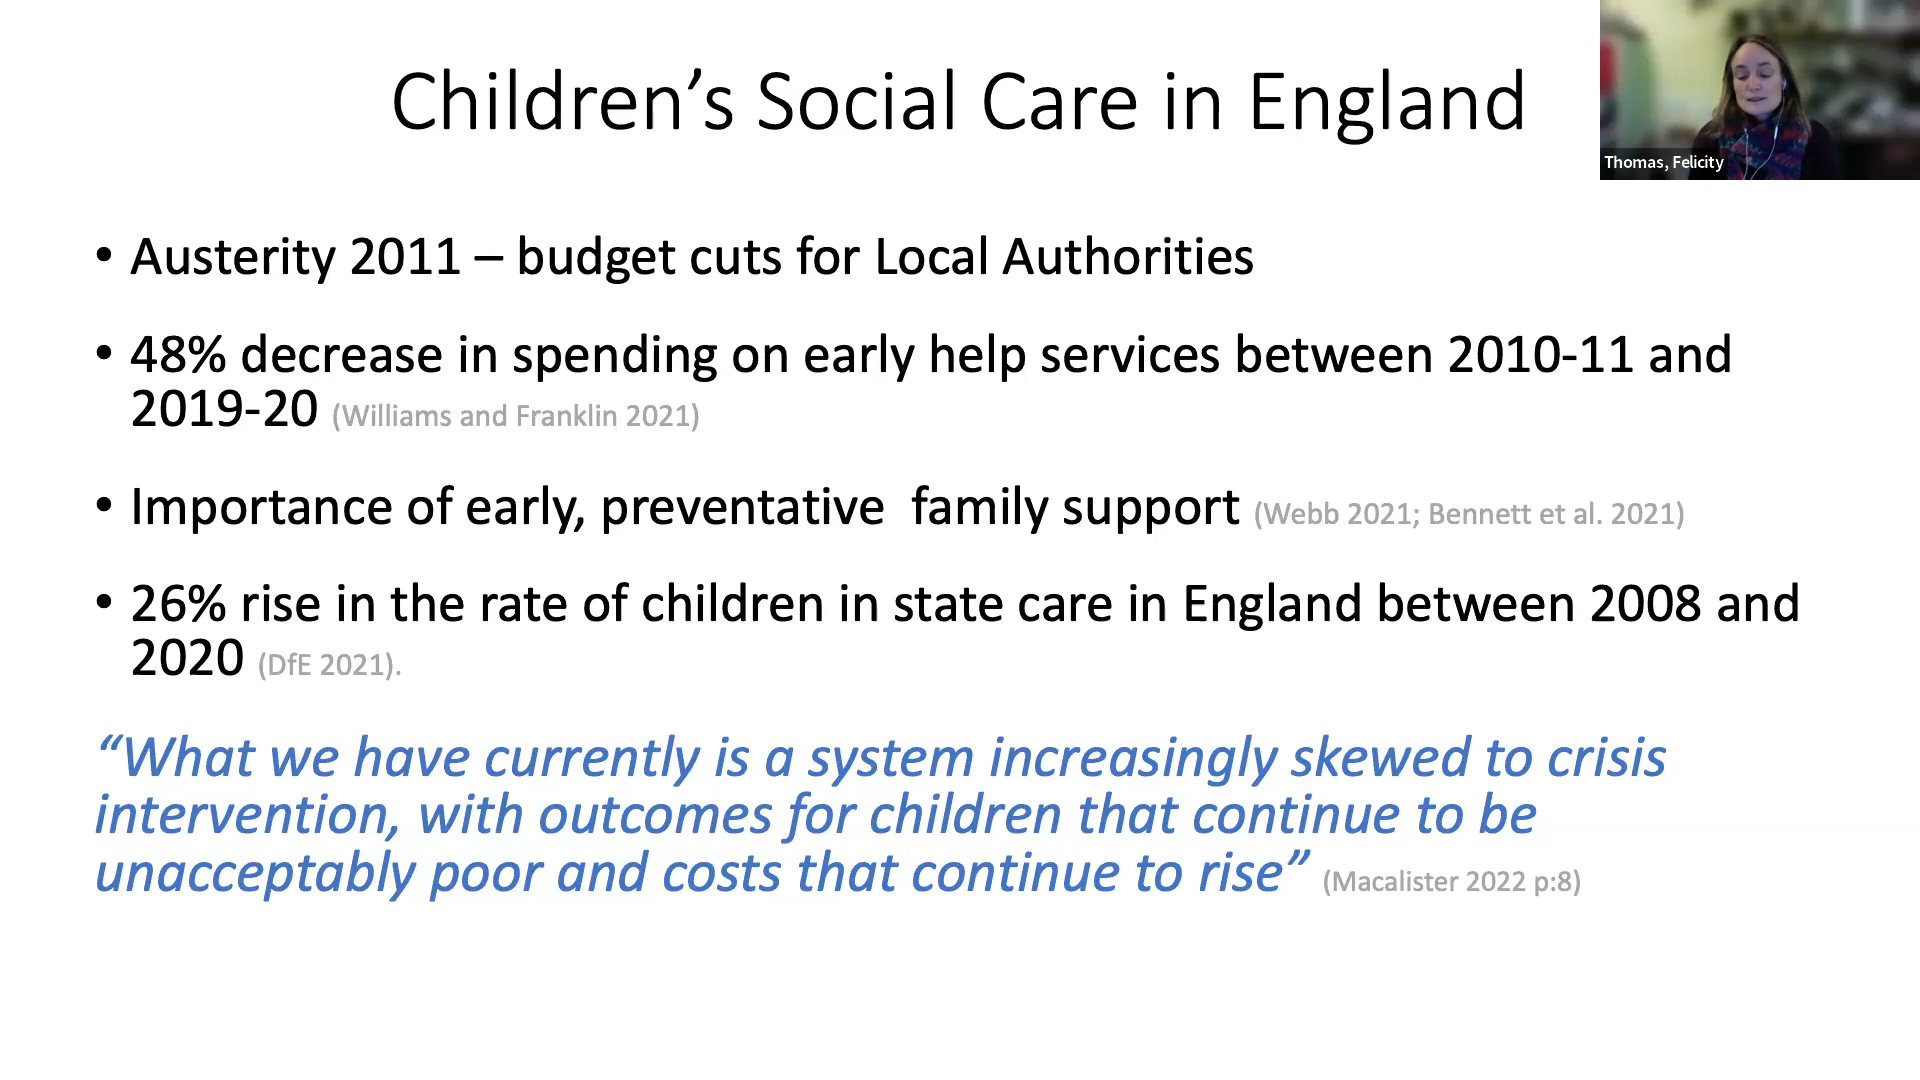 Children’s Social Care in England
Thomas, Felicity
• Austerity 2011 – budget cuts for Local Authorities
• 48% decrease in spending on early help services between 2010-11 and
2019-20 (Williams and Franklin 2021)
• Importance of early, preventative  family support (Webb 2021; Bennett et al. 2021)
• 26% rise in the rate of children in state care in England between 2008 and
2020 (DfE 2021).
“What we have currently is a system increasingly skewed to crisis
intervention, with outcomes for children that continue to be
unacceptably poor and costs that continue to rise” (Macalister 2022 p:8)